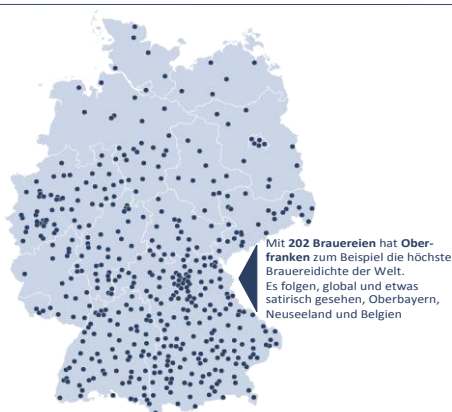 Mit 202 Brauereien hat Ober-
franken zum Beispiel die höchste
Brauereidichte der Welt.
Es folgen, global und etwas
satirisch gesehen, Oberbayern,
Neuseeland und Belgien